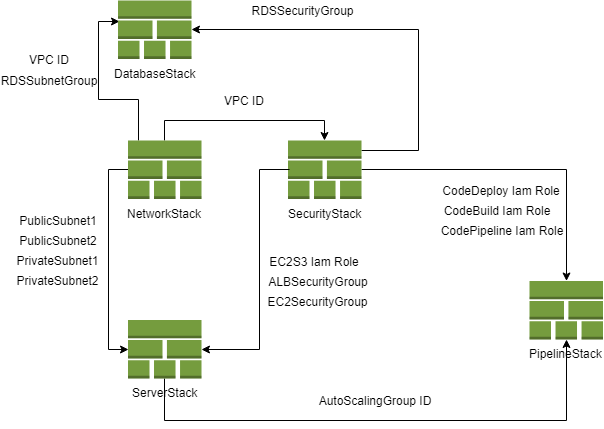 RDSSecurityGroup
VPC ID
RDSSubnetGroup
DatabaseStack
VPC ID
NetworkStack
SecurityStack
CodeDeploy Iam Role
CodeBuild Iam Role
CodePipeline Iam Role
PublicSubnet1
PublicSubnet2
PrivateSubnet1
PrivateSubnet2
EC2S3 Iam Role
ALBSecurityGroup
EC2SecurityGroup
PipelineStack
ServerStack
AutoScalingGroup ID